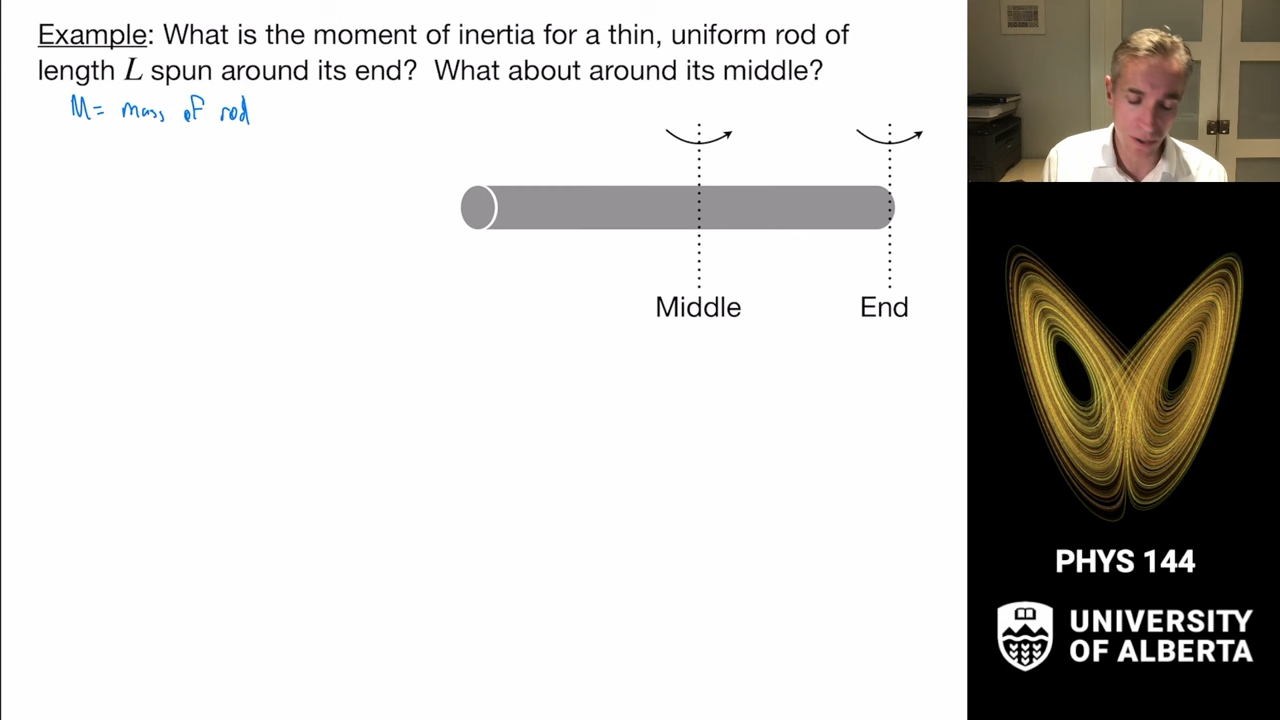 Example: What is the moment of inertia for a thin, uniform rod of
length L spun around its end? What about around its middle?
M= mass of rod
Middle
End
PHYS 144
UNIVERSITY
OF ALBERTA